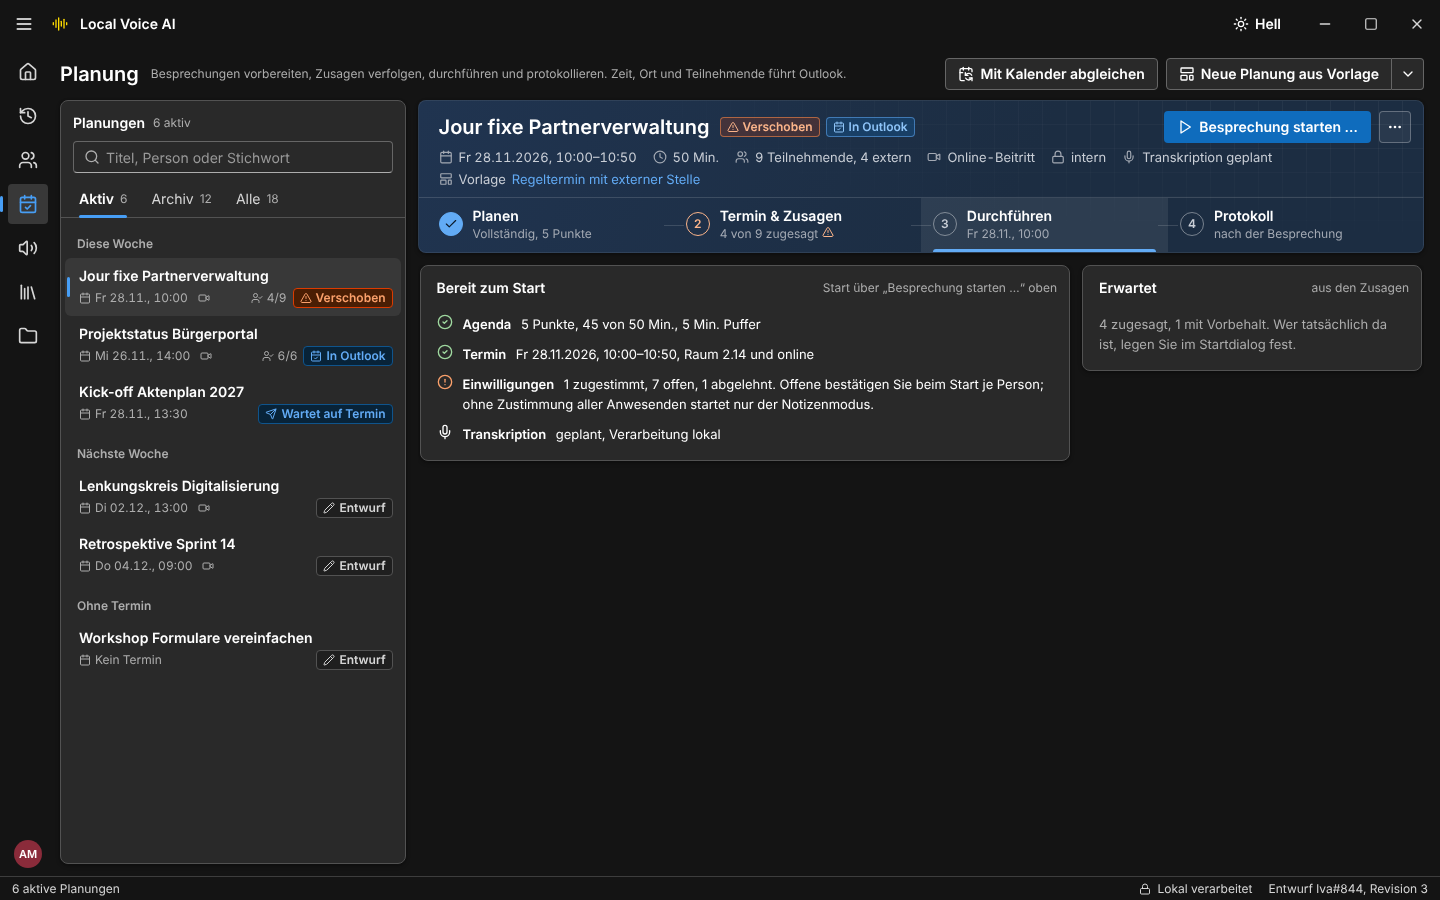 Local Voice AI
Hell
Planung
Besprechungen vorbereiten, Zusagen verfolgen, durchführen und protokollieren. Zeit, Ort und Teilnehmende führt Outlook.
Mit Kalender abgleichen
Neue Planung aus Vorlage
Planungen 6 aktiv
Titel, Person oder Stichwort
Aktiv 6 Archiv 12 Alle 18
Diese Woche
Jour fixe Partnerverwaltung
Fr 28.11., 10:00 4/9 Verschoben
Projektstatus Bürgerportal
Mi 26.11., 14:00 6/6 In Outlook
Kick-off Aktenplan 2027
Fr 28.11., 13:30 Wartet auf Termin
Nächste Woche
Lenkungskreis Digitalisierung
Di 02.12., 13:00 Entwurf
Retrospektive Sprint 14
Do 04.12., 09:00 Entwurf
Ohne Termin
Workshop Formulare vereinfachen
Kein Termin Entwurf
Jour fixe Partnerverwaltung Verschoben In Outlook
Besprechung starten ...
Fr 28.11.2026, 10:00–10:50 50 Min. 9 Teilnehmende, 4 extern Online-Beitritt intern Transkription geplant
Vorlage Regeltermin mit externer Stelle
Planen
Vollständig, 5 Punkte
2 Termin & Zusagen
4 von 9 zugesagt
3 Durchführen
Fr 28.11., 10:00
4 Protokoll
nach der Besprechung
Bereit zum Start Start über „Besprechung starten ...“ oben
Agenda 5 Punkte, 45 von 50 Min., 5 Min. Puffer
Termin Fr 28.11.2026, 10:00–10:50, Raum 2.14 und online
Einwilligungen 1 zugestimmt, 7 offen, 1 abgelehnt. Offene bestätigen Sie beim Start je Person;
ohne Zustimmung aller Anwesenden startet nur der Notizenmodus.
Transkription geplant, Verarbeitung lokal
Erwartet aus den Zusagen
4 zugesagt, 1 mit Vorbehalt. Wer tatsächlich da
ist, legen Sie im Startdialog fest.
AM
6 aktive Planungen
Lokal verarbeitet Entwurf Iva#844, Revision 3